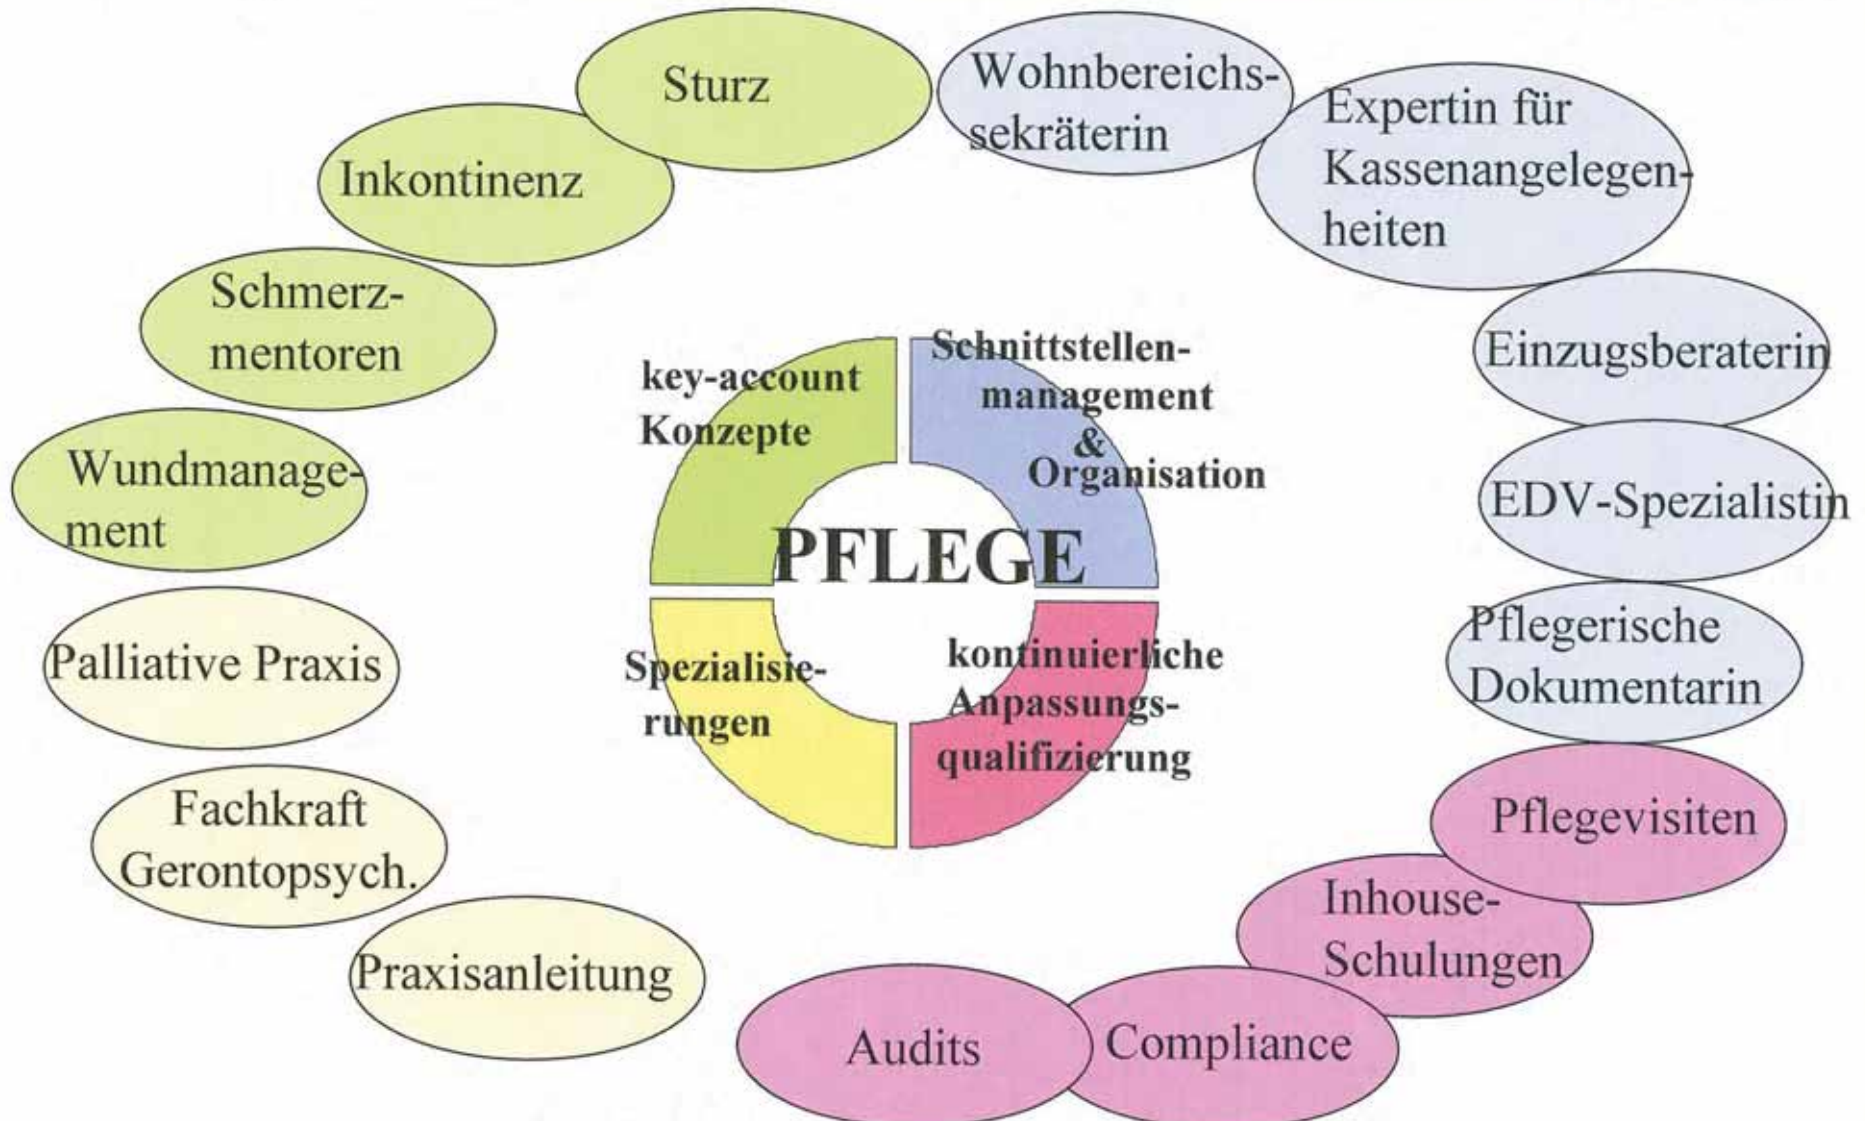 Sturz
Wohnbereichs-
sekräterin
Expertin für
Kassenangelegen-
heiten
Inkontinenz
Schmerz-
mentoren
Einzugsberaterin
Wundmanage-
ment
EDV-Spezialistin
key-account
Konzepte
Schnittstellen-
management
&
Organisation
PFLEGE
Spezialisie-
rungen
kontinuierliche
Anpassungs-
qualifizierung
Palliative Praxis
Pflegerische
Dokumentarin
Fachkraft
Gerontopsych.
Pflegevisiten
Praxisanleitung
Inhouse-
Schulungen
Audits
Compliance